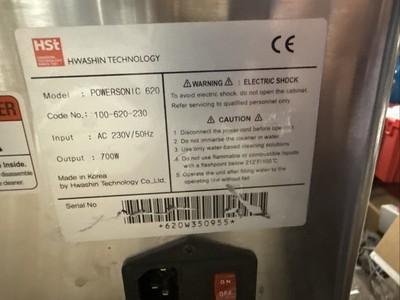 HSt
HWASHIN TECHNOLOGY
CE
Model : POWERSONIC 620
Code No.: 100-620-230
Input : AC 230V/50Hz
Output : 700W
Made in Korea
by Hwashin Technology Co.,Ltd.
⚠WARNING⚠ : ELECTRIC SHOCK
To avoid electric shock, do not open the cabinet.
Refer servicing to qualified personnel only
⚠ CAUTION ⚠
1 Disconnect the power cord before
2. Do not immerse the cleaner in water.
3 Use only water-based cleaning solutions
4. Do not use flammable or combustible liquids
with a flashpoint below 212°F(100°C
5. Operate the unit after filling water to the
operating line without fail
Serial No
*620W350955*
ER
Inside.
disassemble
cleaner.
ON
OFF